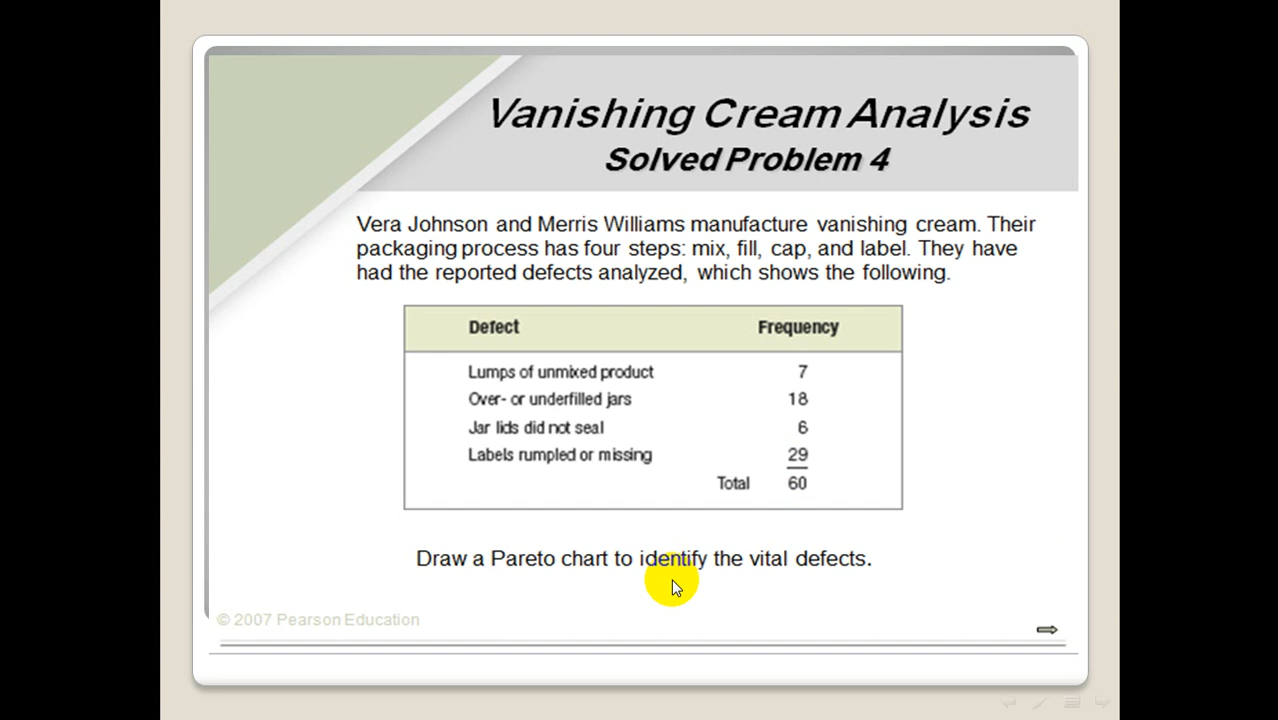 Vanishing Cream Analysis
Solved Problem 4
Vera Johnson and Merris Williams manufacture vanishing cream. Their
packaging process has four steps: mix, fill, cap, and label. They have
had the reported defects analyzed, which shows the following.
Defect Frequency
Lumps of unmixed product 7
Over- or underfilled jars 18
Jar lids did not seal 6
Labels rumpled or missing 29
Total 60
Draw a Pareto chart to identify the vital defects.
© 2007 Pearson Education